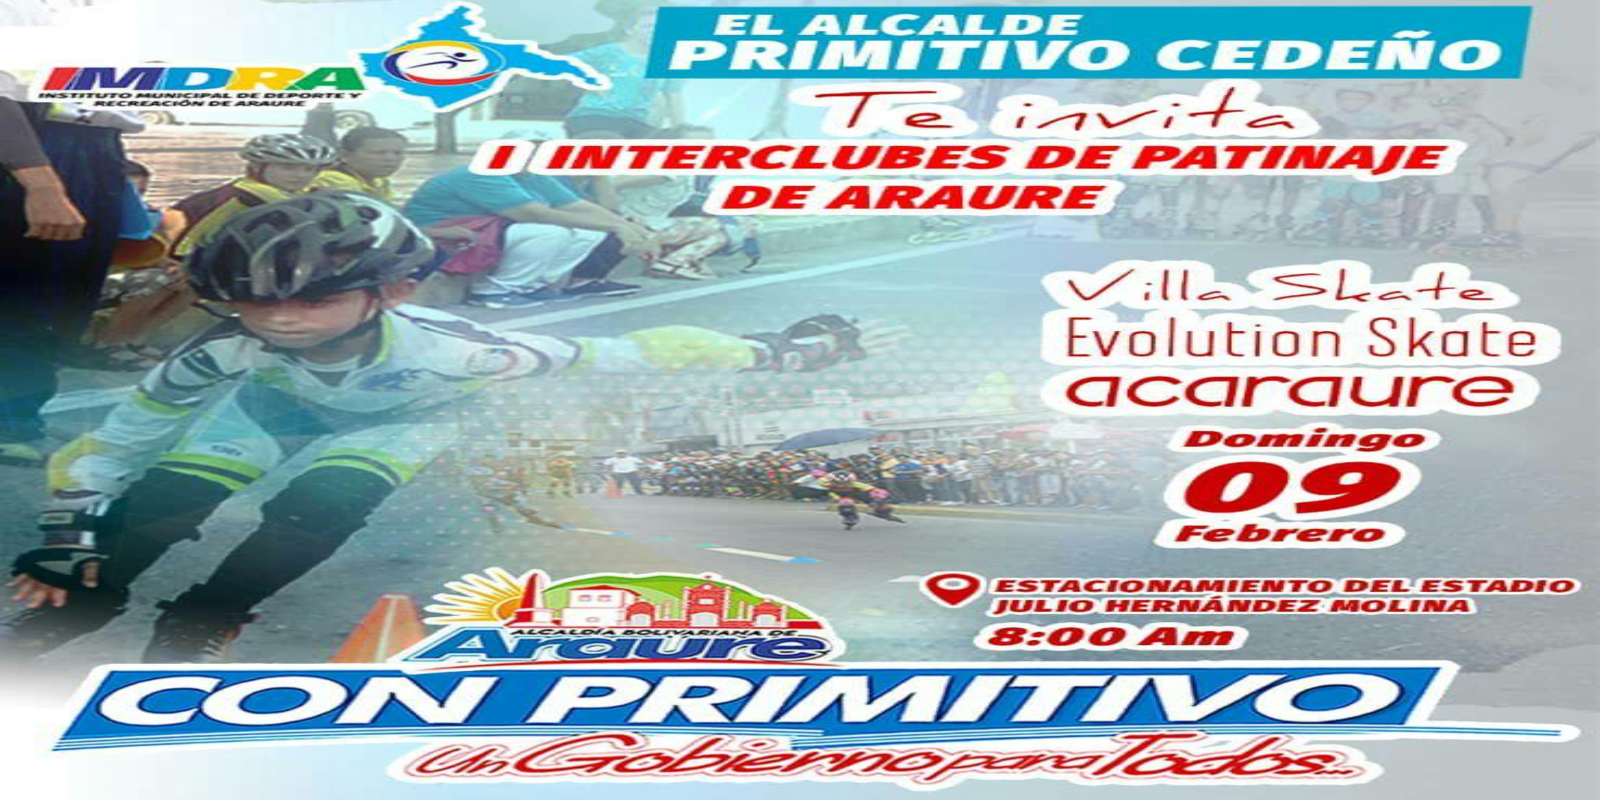 EL ALCALDE
PRIMITIVO CEDEÑO
IMDRA
INSTITUTO MUNICIPAL DE DEPORTE Y
RECREACIÓN DE ARAURE
Te invita
I INTERCLUBES DE PATINAJE
DE ARAURE
Villa Skate
Evolution Skate
acaraure
Domingo
09
Febrero
ESTACIONAMIENTO DEL ESTADIO
JULIO HERNÁNDEZ MOLINA
8:00 Am
ALCALDÍA BOLIVARIANA DE
Araure
CON PRIMITIVO
Un Gobierno para Todos...